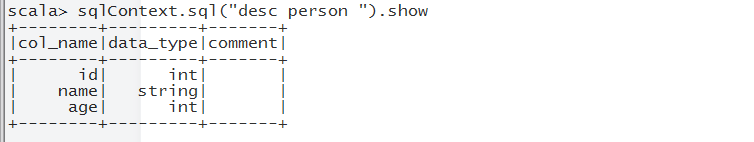 scala> sqlContext.sql("desc person ").show
+--------+---------+-------+
|col_name|data_type|comment|
+--------+---------+-------+
|      id|      int|       |
|    name|   string|       |
|     age|      int|       |
+--------+---------+-------+